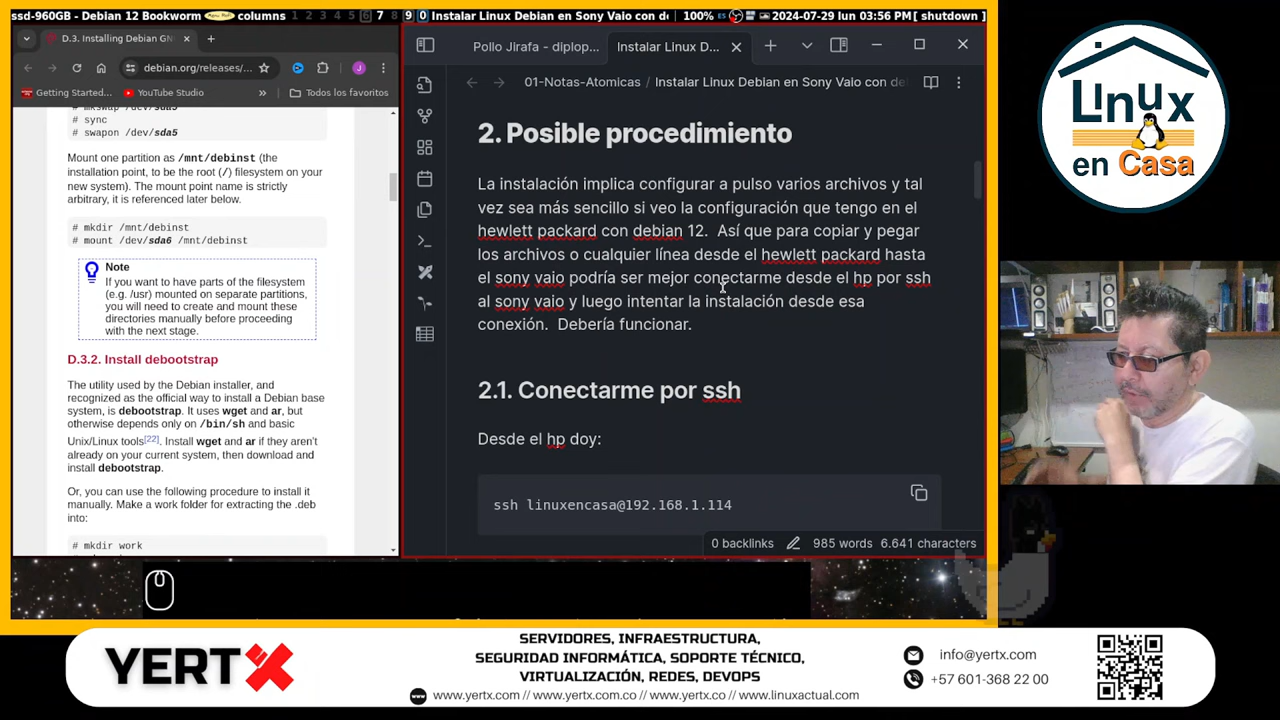 ssd-960GB - Debian 12 Bookworm Menu Point columns 1 2 3 4 5 6 7 8 9 0 Instalar Linux Debian en Sony Vaio con de 100% ES 2024-07-29 lun 03:56 PM[ shutdown ]
D.3. Installing Debian GN
debian.org/releases/...
Getting Started... YouTube Studio » Todos los favoritos
# mkswap /dev/sda5
# sync
# swapon /dev/sda5
Mount one partition as /mnt/debinst (the
installation point, to be the root (/) filesystem on your
new system). The mount point name is strictly
arbitrary, it is referenced later below.
# mkdir /mnt/debinst
# mount /dev/sda6 /mnt/debinst
Note
If you want to have parts of the filesystem
(e.g. /usr) mounted on separate partitions,
you will need to create and mount these
directories manually before proceeding
with the next stage.
D.3.2. Install debootstrap
The utility used by the Debian installer, and
recognized as the official way to install a Debian base
system, is debootstrap. It uses wget and ar, but
otherwise depends only on /bin/sh and basic
Unix/Linux tools[22]. Install wget and ar if they aren't
already on your current system, then download and
install debootstrap.
Or, you can use the following procedure to install it
manually. Make a work folder for extracting the .deb
into:
# mkdir work
Pollo Jirafa - diplop... Instalar Linux D...
01-Notas-Atomicas / Instalar Linux Debian en Sony Vaio con de
2. Posible procedimiento
La instalación implica configurar a pulso varios archivos y tal
vez sea más sencillo si veo la configuración que tengo en el
hewlett packard con debian 12. Así que para copiar y pegar
los archivos o cualquier línea desde el hewlett packard hasta
el sony vaio podría ser mejor conectarme desde el hp por ssh
al sony vaio y luego intentar la instalación desde esa
conexión. Debería funcionar.
2.1. Conectarme por ssh
Desde el hp doy:
ssh linuxencasa@192.168.1.114
0 backlinks 985 words 6.641 characters
Linux
en Casa
YERTX
SERVIDORES, INFRAESTRUCTURA,
SEGURIDAD INFORMÁTICA, SOPORTE TÉCNICO,
VIRTUALIZACIÓN, REDES, DEVOPS
www.yertx.com // www.yertx.com.co // www.yertx.co // www.linuxactual.com
info@yertx.com
+57 601-368 22 00